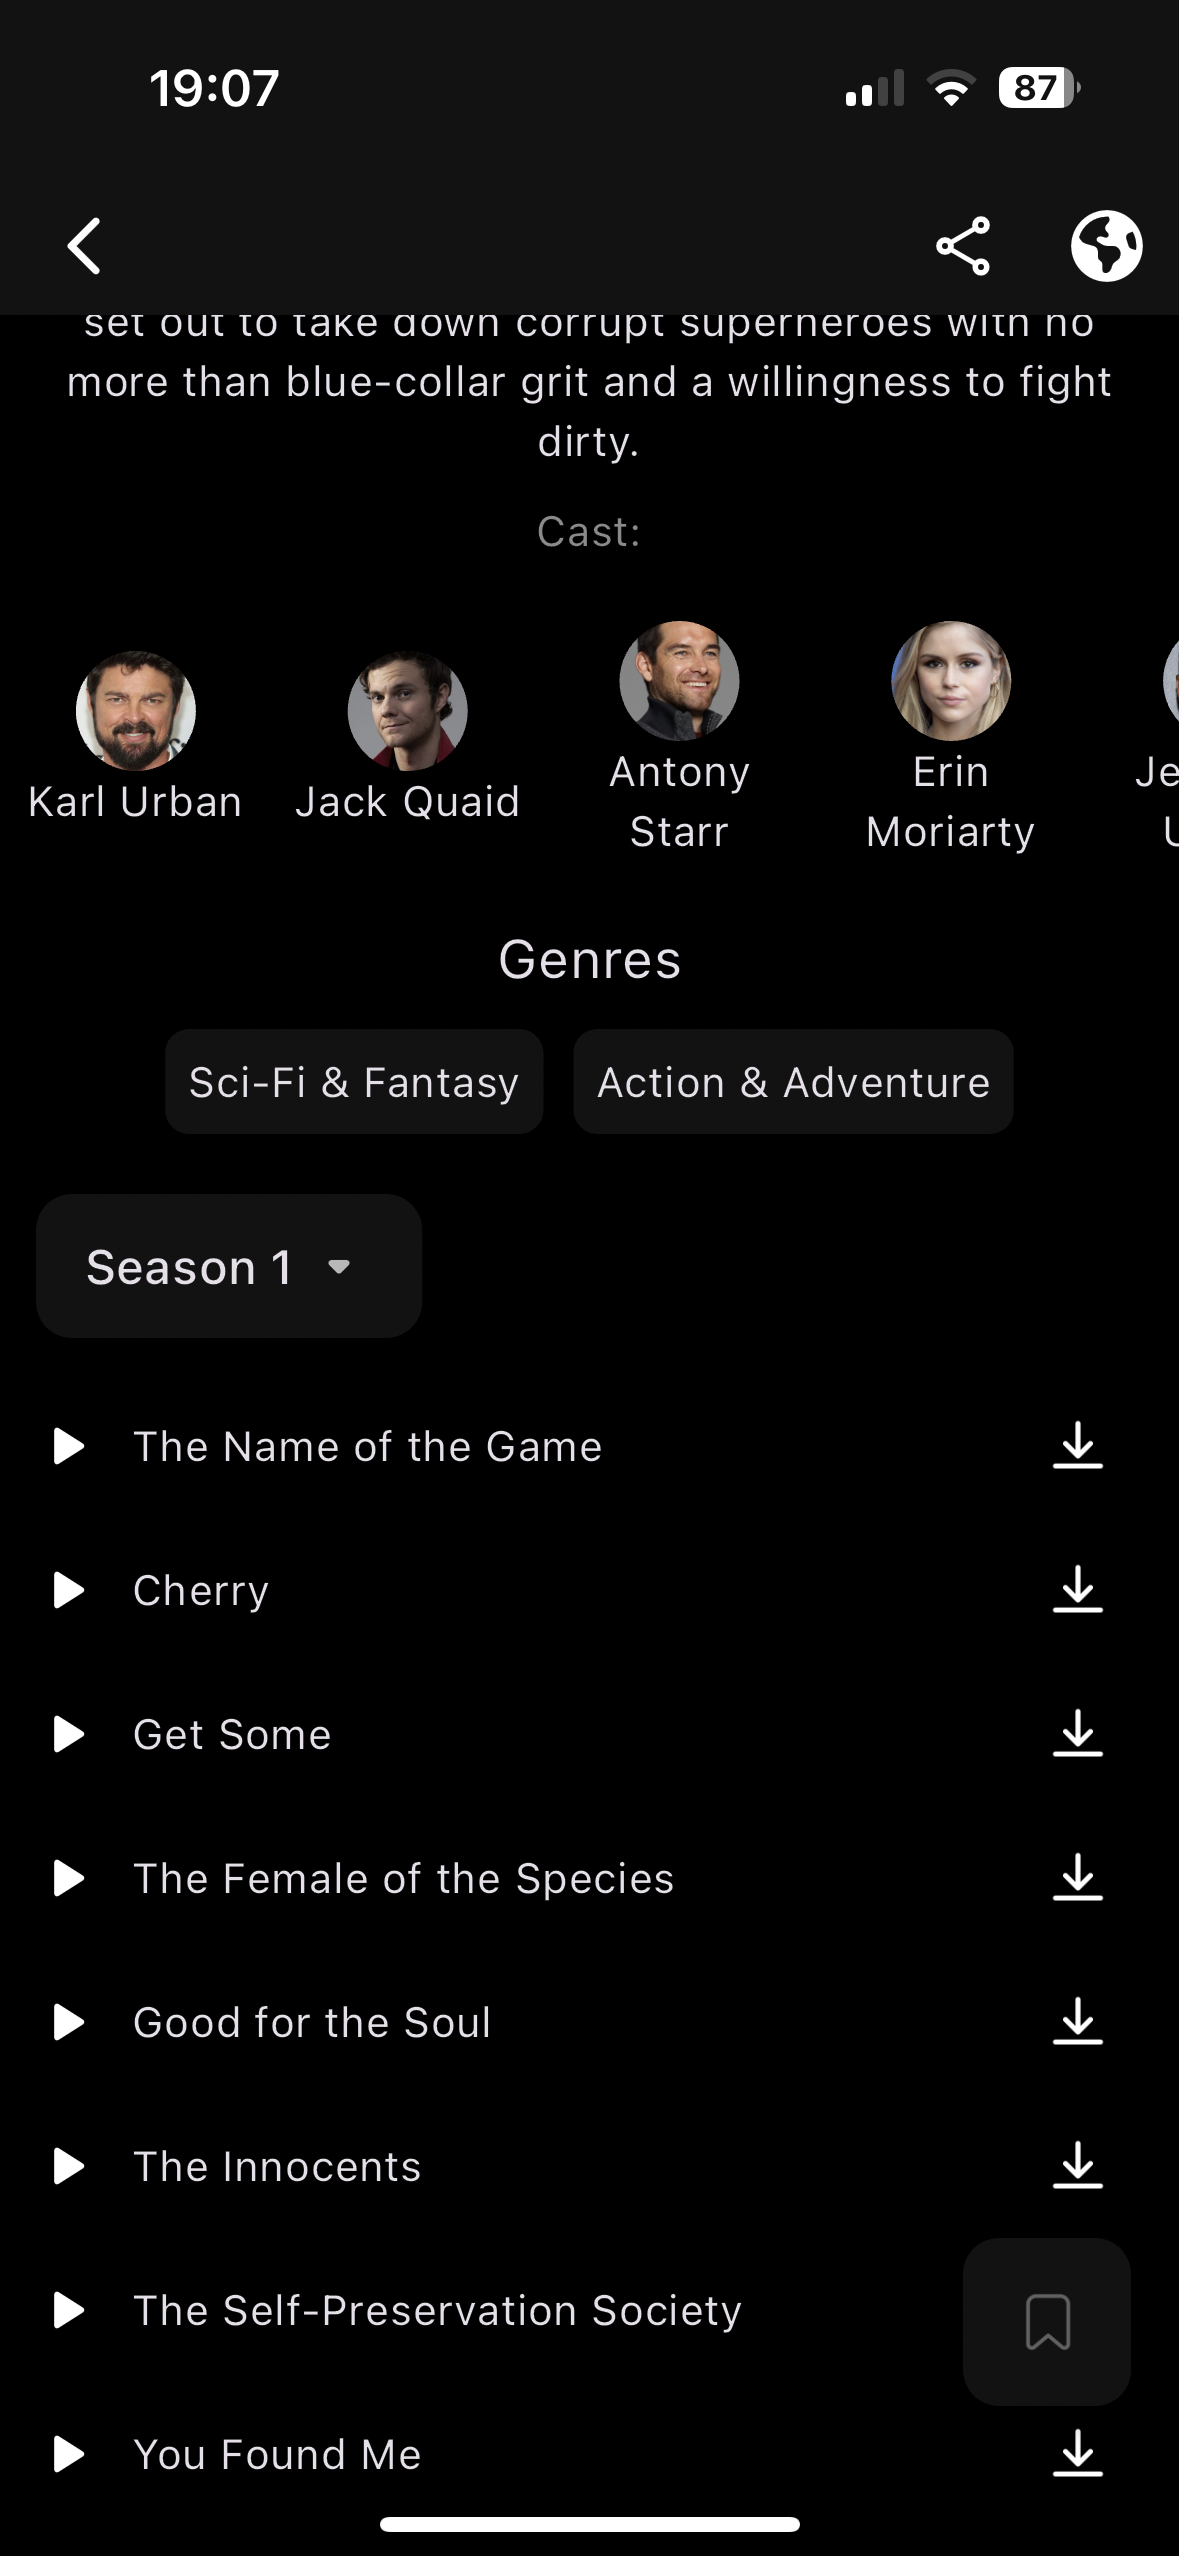 19:07
87
set out to take down corrupt superheroes with no
more than blue-collar grit and a willingness to fight
dirty.
Cast:
Karl Urban
Jack Quaid
Antony
Starr
Erin
Moriarty
Genres
Sci-Fi & Fantasy
Action & Adventure
Season 1
The Name of the Game
Cherry
Get Some
The Female of the Species
Good for the Soul
The Innocents
The Self-Preservation Society
You Found Me